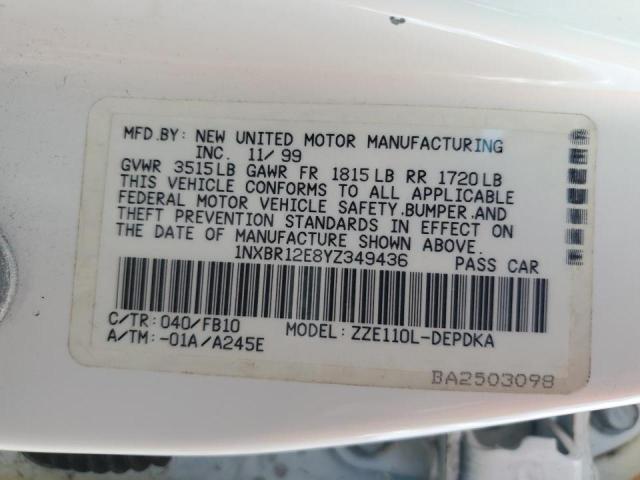 MFD.BY: NEW UNITED MOTOR MANUFACTURING
INC. 11/99
GVWR 3515LB GAWR FR 1815LB RR 1720LB
THIS VEHICLE CONFORMS TO ALL APPLICABLE
FEDERAL MOTOR VEHICLE SAFETY,BUMPER,AND
THEFT PREVENTION STANDARDS IN EFFECT ON
THE DATE OF MANUFACTURE SHOWN ABOVE.
1NXBR12E8YZ349436 PASS CAR
C/TR: 040/FB10 MODEL: ZZE110L-DEPDKA
A/TM: -01A/A245E
BA2503098